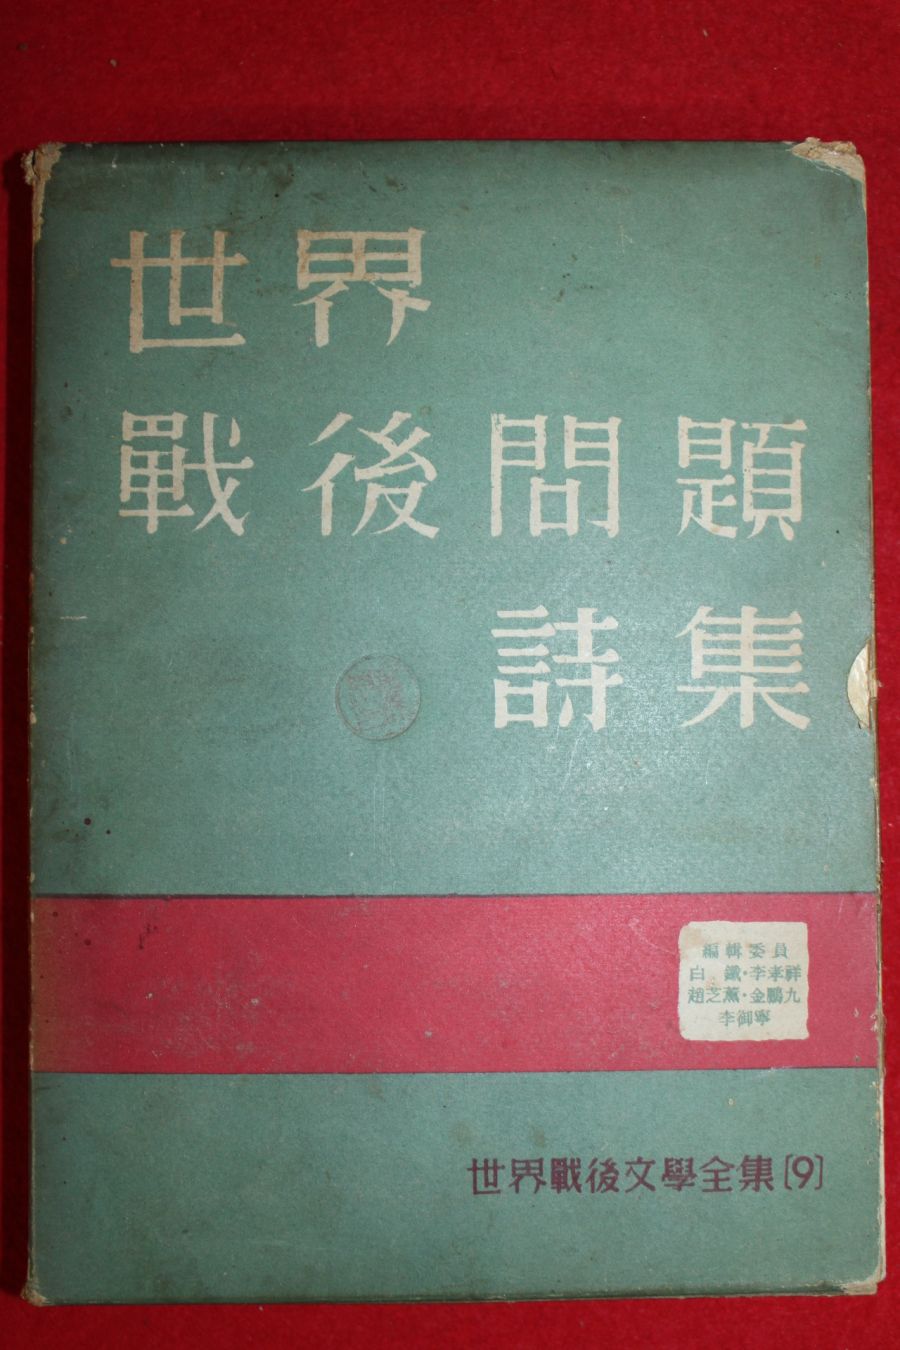 世界
戰後問題
詩集
編輯委員
白 鐵·李孝祥
趙芝薰·金鵬九
李御寧
世界戰後文學全集[9]